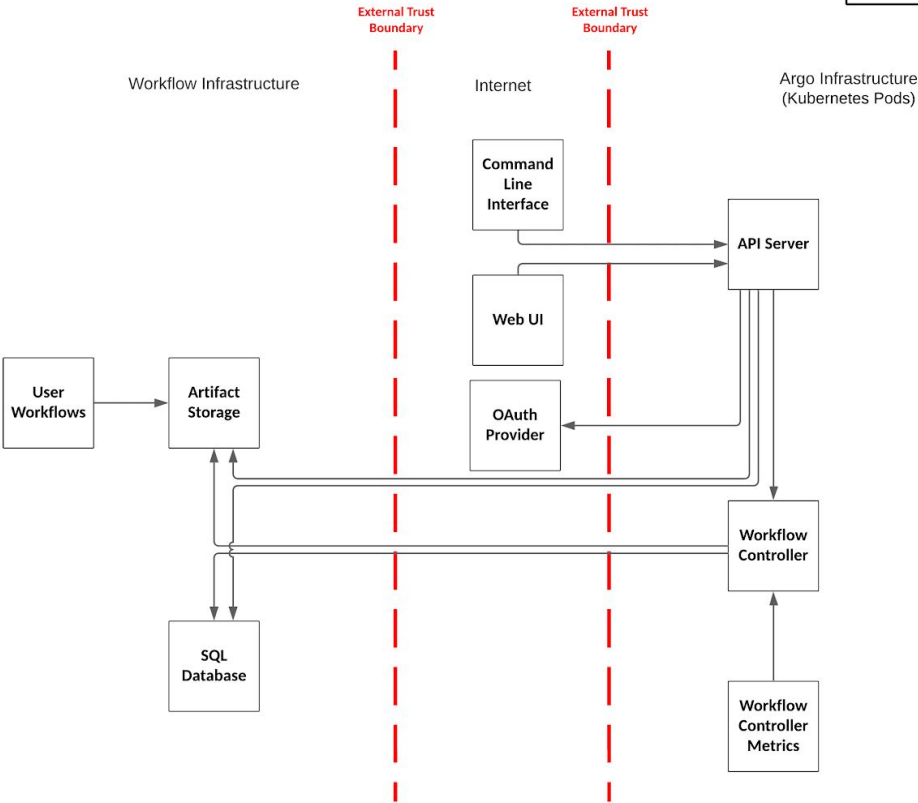 External Trust
Boundary
External Trust
Boundary
Workflow Infrastructure
Internet
Argo Infrastructure
(Kubernetes Pods)
Command
Line
Interface
API Server
Web UI
User
Workflows
Artifact
Storage
OAuth
Provider
Workflow
Controller
SQL
Database
Workflow
Controller
Metrics